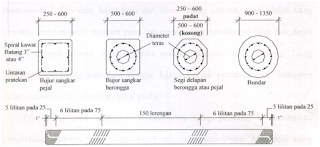 250 - 600
500 - 600
250 – 600
padat
500 – 600
(kosong)
900 - 1350
Spiral kawat
Batang 3"
atau 4"
Untaian
pratekan
Diameter
teras
Bujur sangkar
pejal
Bujur sangkar
berongga
Segi delapan
berongga atau pejal
Bundar
5 lilitan pada 25
6 lilitan pada 75
150 lerengan
6 lilitan pada 75
5 lilitan pada 25
1"
1"